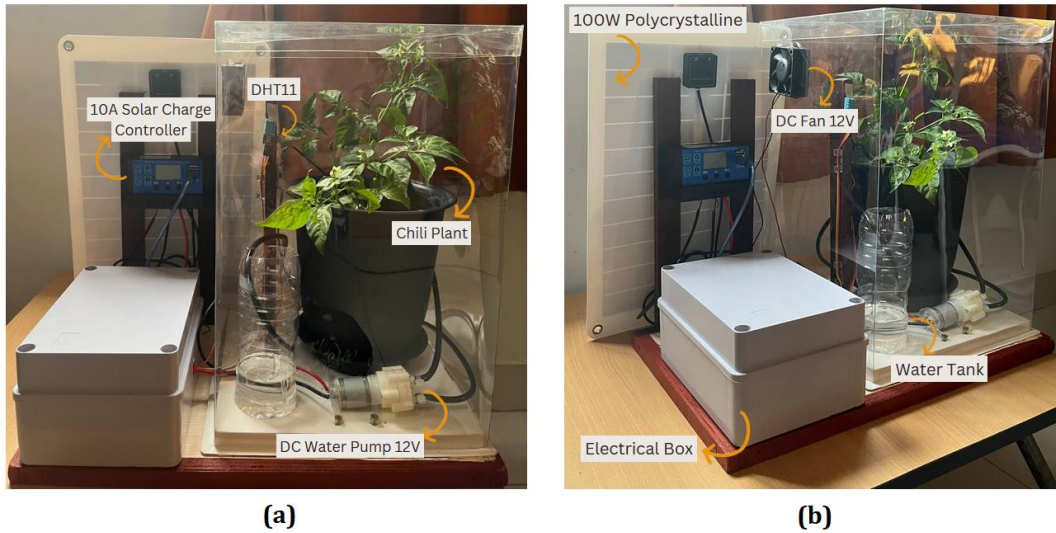 10A Solar Charge
Controller
DHT11
Chili Plant
DC Water Pump 12V
(a)
100W Polycrystalline
DC Fan 12V
Water Tank
Electrical Box
(b)